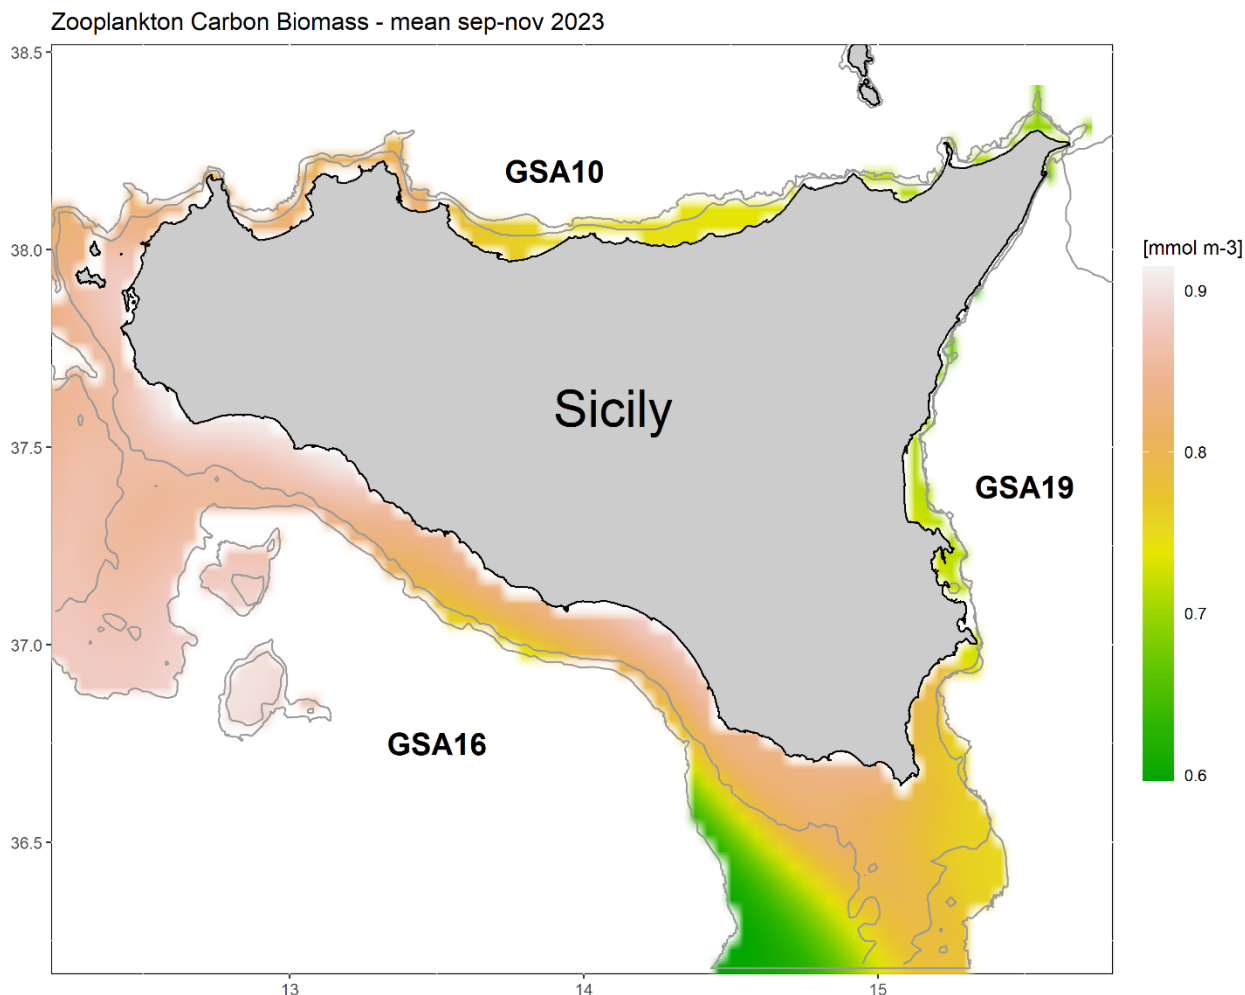 Zooplankton Carbon Biomass - mean sep-nov 2023
38.5
38.0
37.5
37.0
36.5
13
14
15
GSA10
Sicily
GSA19
GSA16
[mmol m-3]
0.9
0.8
0.7
0.6